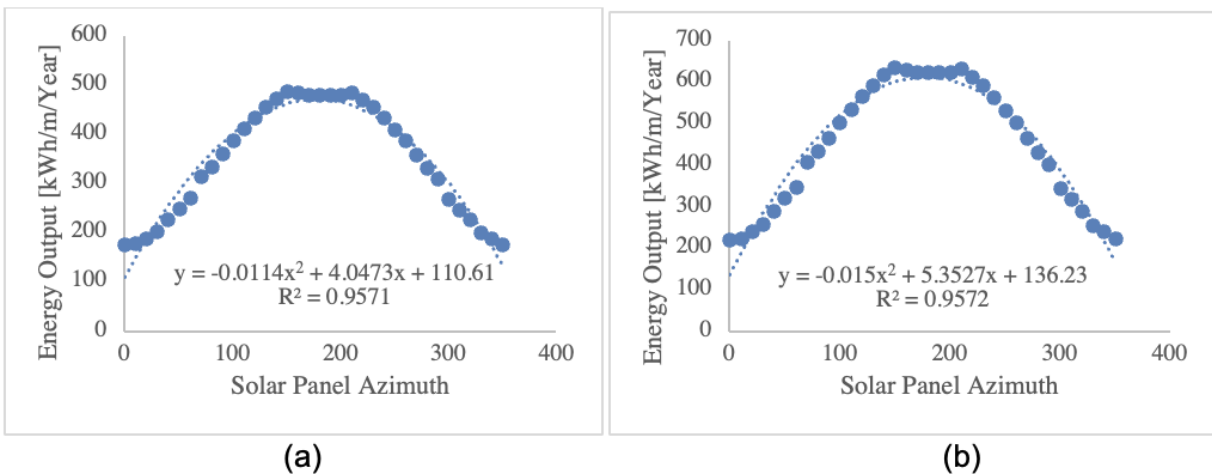 Energy Output [kWh/m/Year]
600
500
400
300
200
100
0
y = -0.0114x² + 4.0473x + 110.61
R² = 0.9571
0 100 200 300 400
Solar Panel Azimuth
(a)
Energy Output [kWh/m/Year]
700
600
500
400
300
200
100
0
y = -0.015x² + 5.3527x + 136.23
R² = 0.9572
0 100 200 300 400
Solar Panel Azimuth
(b)